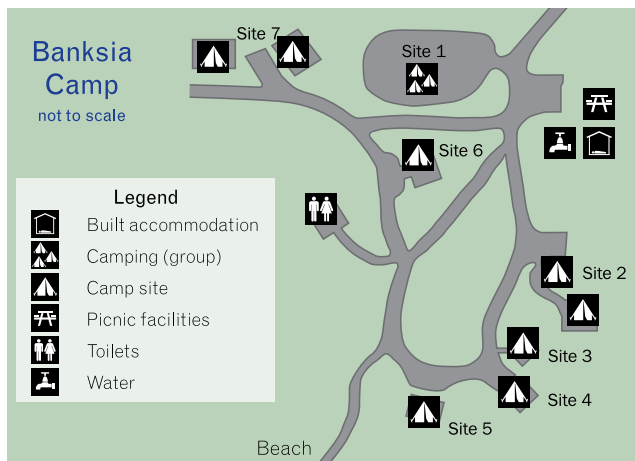 Banksia
Camp
not to scale
Site 7
Site 1
Site 6
Legend
Built accommodation
Camping (group)
Camp site
Picnic facilities
Toilets
Water
Site 2
Site 3
Site 4
Site 5
Beach